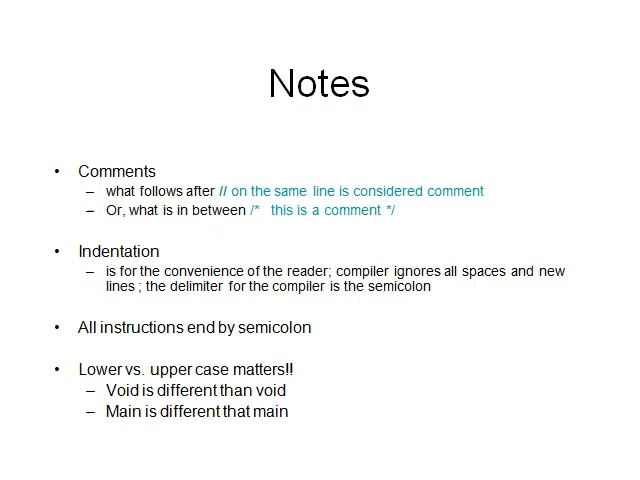 Notes
• Comments
– what follows after // on the same line is considered comment
– Or, what is in between /* this is a comment */
• Indentation
– is for the convenience of the reader; compiler ignores all spaces and new
lines ; the delimiter for the compiler is the semicolon
• All instructions end by semicolon
• Lower vs. upper case matters!!
– Void is different than void
– Main is different that main